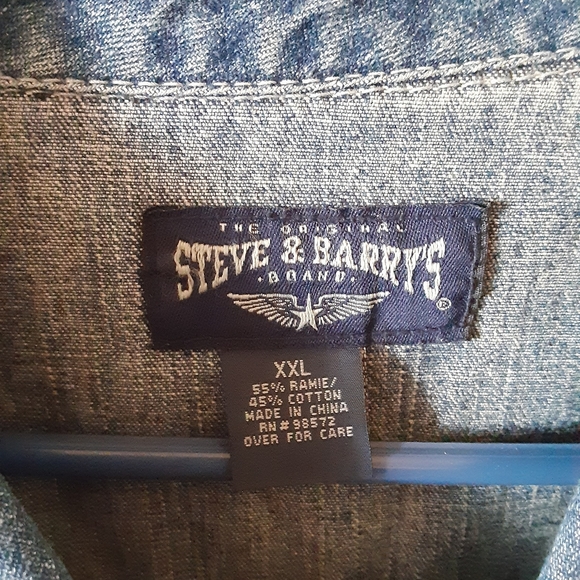 THE ORIGINAL
STEVE & BARRY'S
·BRAND·
®
XXL
55% RAMIE/
45% COTTON
MADE IN CHINA
RN# 98572
OVER FOR CARE